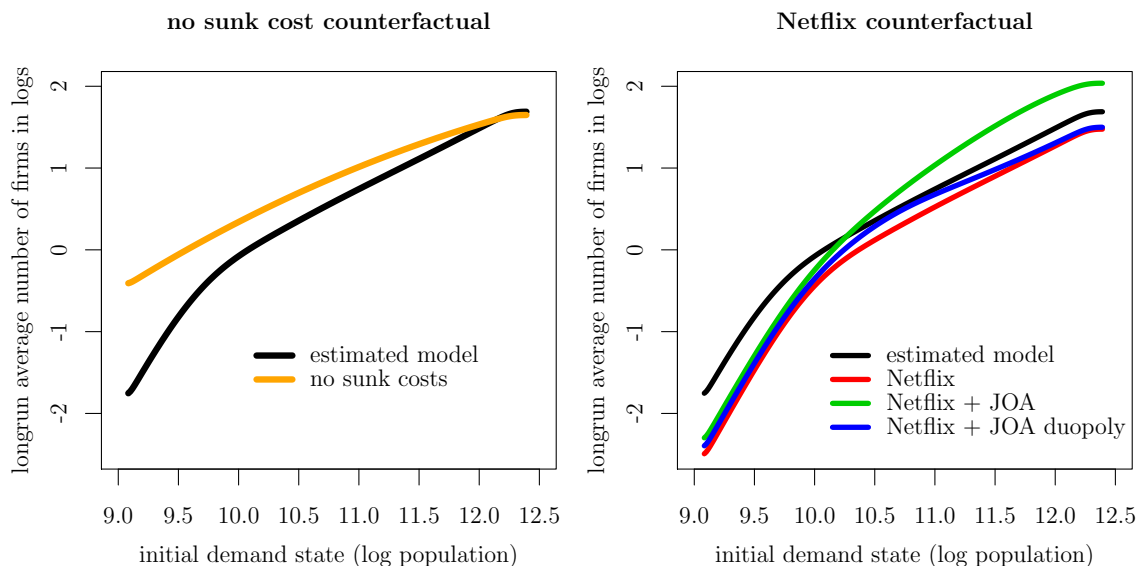 no sunk cost counterfactual
longrun average number of firms in logs
2
1
0
-1
-2
estimated model
no sunk costs
9.0 9.5 10.0 10.5 11.0 11.5 12.0 12.5
initial demand state (log population)
Netflix counterfactual
longrun average number of firms in logs
2
1
0
-1
-2
estimated model
Netflix
Netflix + JOA
Netflix + JOA duopoly
9.0 9.5 10.0 10.5 11.0 11.5 12.0 12.5
initial demand state (log population)